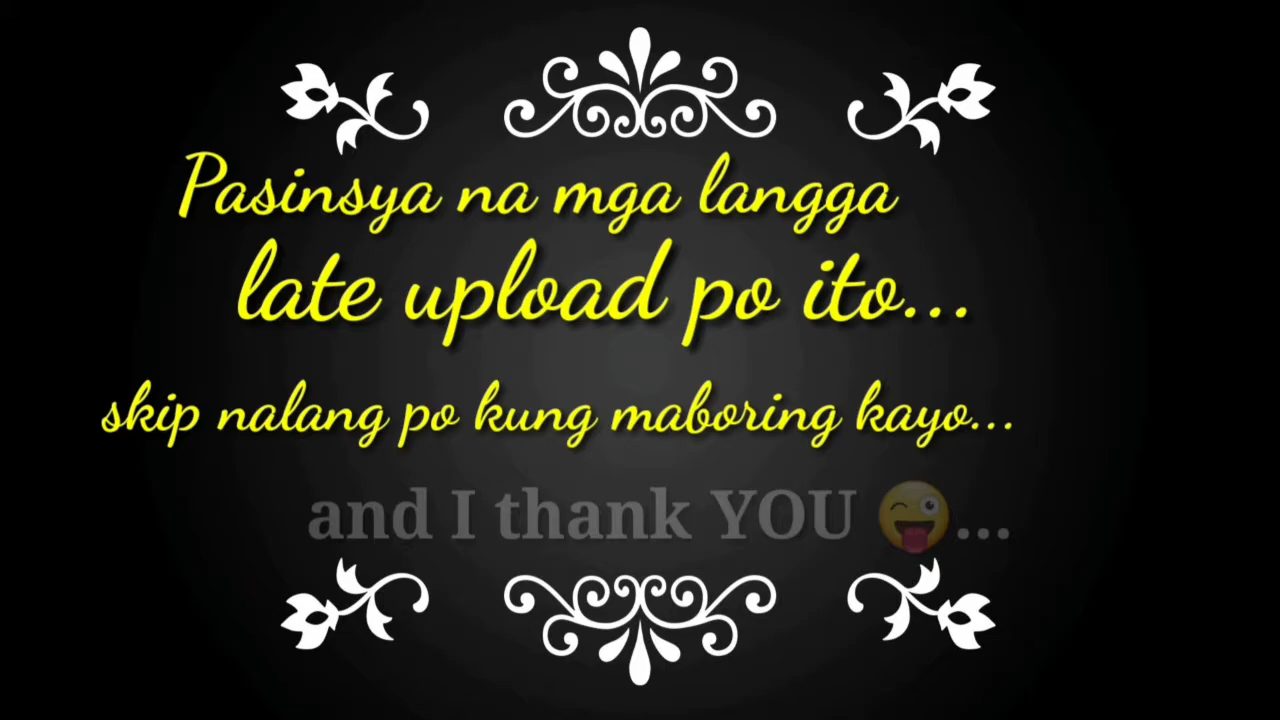 Pasinsya na mga langga
late upload po ito...
skip nalang po kung maboring kayo...
and I thank YOU 😜...